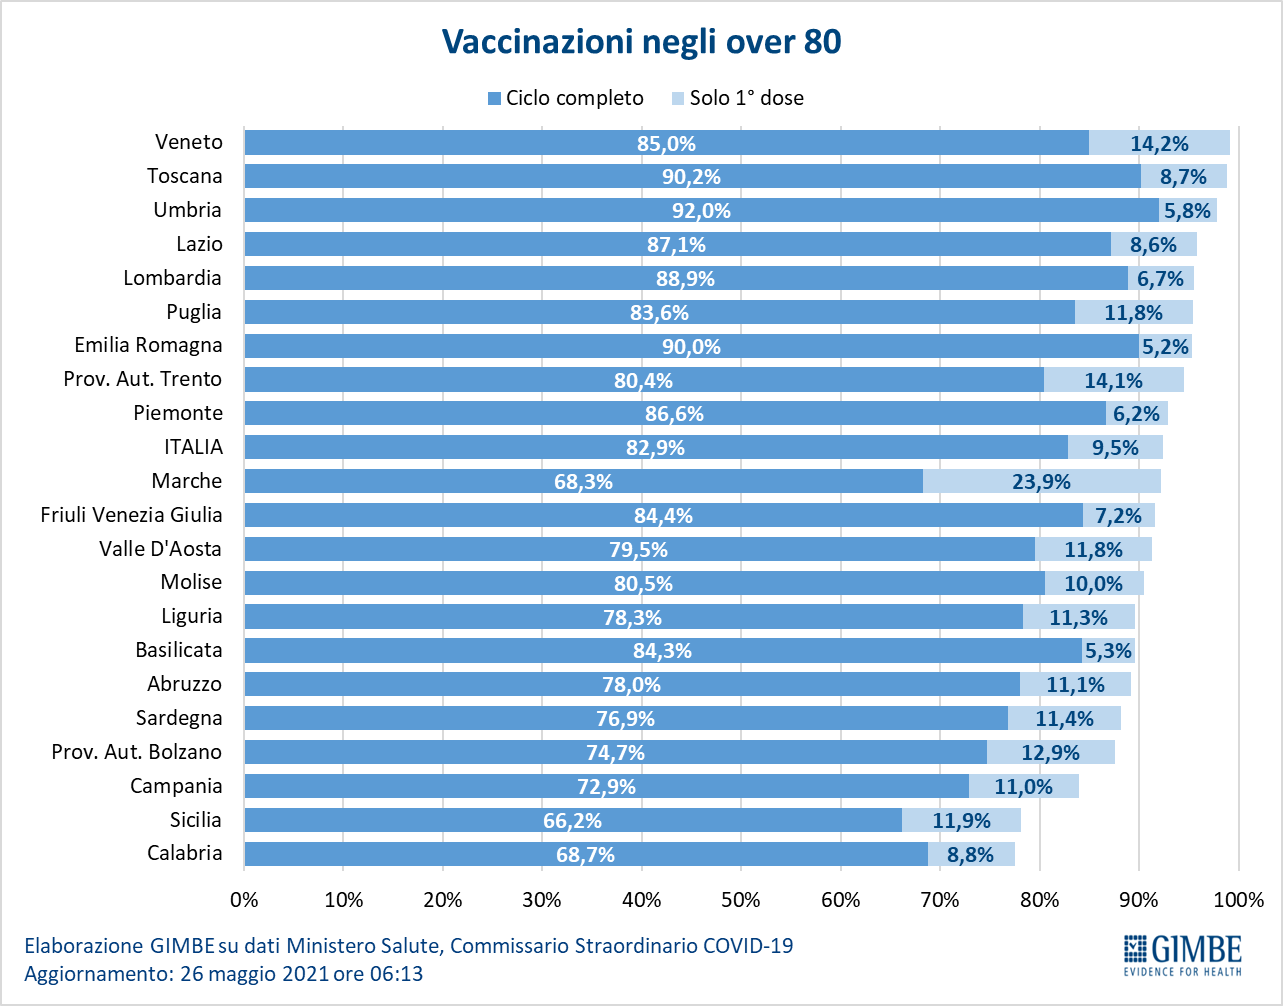 Vaccinazioni negli over 80
Ciclo completo Solo 1° dose
Veneto 85,0% 14,2%
Toscana 90,2% 8,7%
Umbria 92,0% 5,8%
Lazio 87,1% 8,6%
Lombardia 88,9% 6,7%
Puglia 83,6% 11,8%
Emilia Romagna 90,0% 5,2%
Prov. Aut. Trento 80,4% 14,1%
Piemonte 86,6% 6,2%
ITALIA 82,9% 9,5%
Marche 68,3% 23,9%
Friuli Venezia Giulia 84,4% 7,2%
Valle D'Aosta 79,5% 11,8%
Molise 80,5% 10,0%
Liguria 78,3% 11,3%
Basilicata 84,3% 5,3%
Abruzzo 78,0% 11,1%
Sardegna 76,9% 11,4%
Prov. Aut. Bolzano 74,7% 12,9%
Campania 72,9% 11,0%
Sicilia 66,2% 11,9%
Calabria 68,7% 8,8%
0% 10% 20% 30% 40% 50% 60% 70% 80% 90% 100%
Elaborazione GIMBE su dati Ministero Salute, Commissario Straordinario COVID-19
Aggiornamento: 26 maggio 2021 ore 06:13
GIMBE
EVIDENCE FOR HEALTH